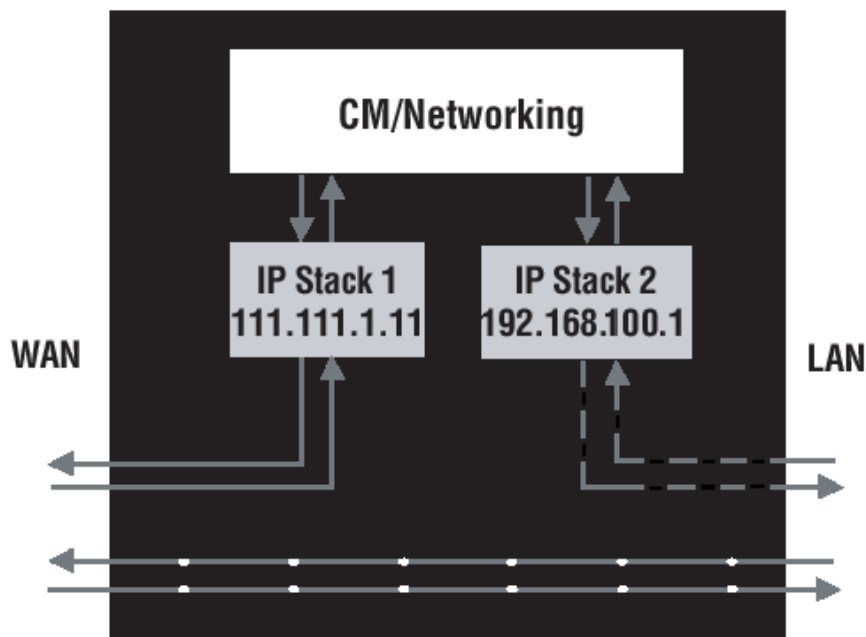 CM/Networking
IP Stack 1
111.111.1.11
IP Stack 2
192.168.100.1
WAN
LAN